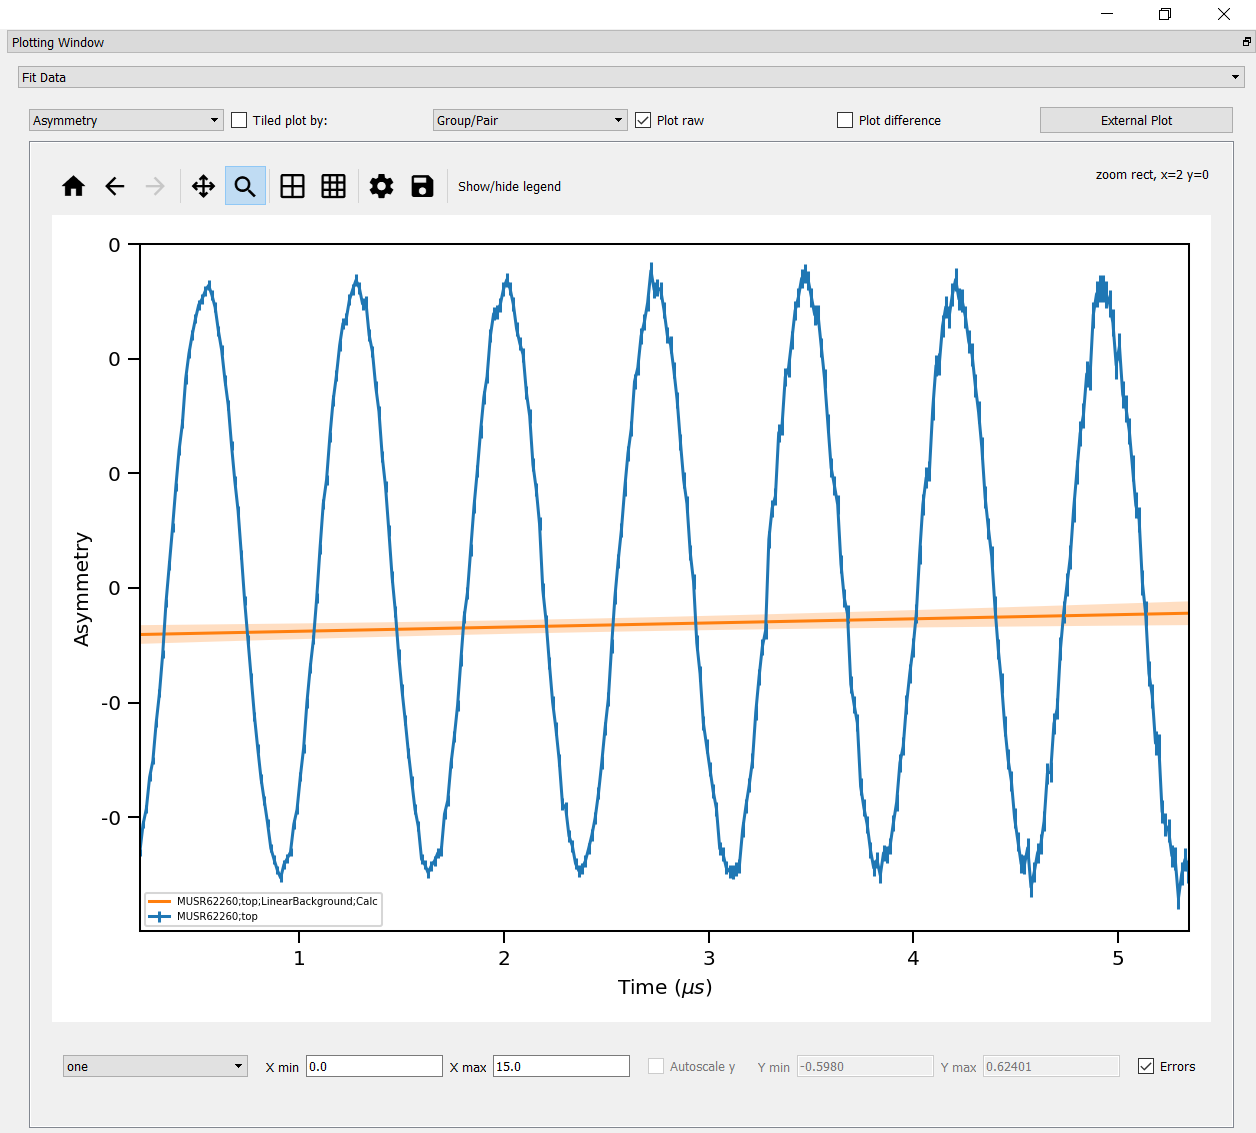 Plotting Window
Fit Data
Asymmetry Tiled plot by: Group/Pair Plot raw Plot difference External Plot
Show/hide legend zoom rect, x=2 y=0
0
0
0
0
-0
-0
Asymmetry
MUSR62260;top;LinearBackground;Calc
MUSR62260;top
1 2 3 4 5
Time (μs)
one X min 0.0 X max 15.0 Autoscale y Y min -0.5980 Y max 0.62401 Errors